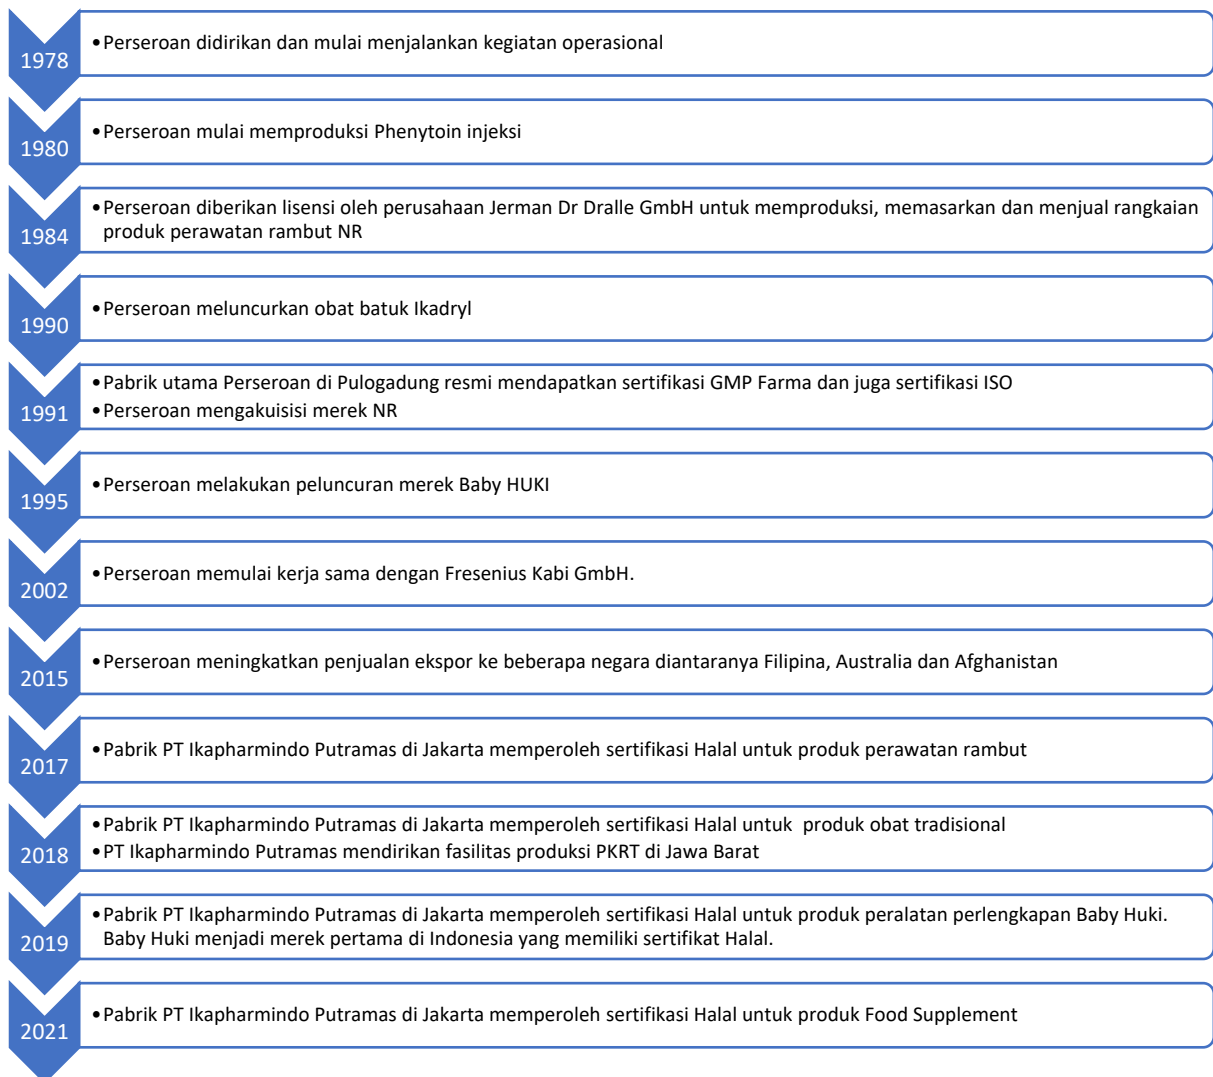 1978
•Perseroan didirikan dan mulai menjalankan kegiatan operasional
1980
•Perseroan mulai memproduksi Phenytoin injeksi
1984
•Perseroan diberikan lisensi oleh perusahaan Jerman Dr Dralle GmbH untuk memproduksi, memasarkan dan menjual rangkaian
produk perawatan rambut NR
1990
•Perseroan meluncurkan obat batuk Ikadryl
1991
•Pabrik utama Perseroan di Pulogadung resmi mendapatkan sertifikasi GMP Farma dan juga sertifikasi ISO
•Perseroan mengakuisisi merek NR
1995
•Perseroan melakukan peluncuran merek Baby HUKI
2002
•Perseroan memulai kerja sama dengan Fresenius Kabi GmbH.
2015
•Perseroan meningkatkan penjualan ekspor ke beberapa negara diantaranya Filipina, Australia dan Afghanistan
2017
•Pabrik PT Ikapharmindo Putramas di Jakarta memperoleh sertifikasi Halal untuk produk perawatan rambut
2018
•Pabrik PT Ikapharmindo Putramas di Jakarta memperoleh sertifikasi Halal untuk  produk obat tradisional
•PT Ikapharmindo Putramas mendirikan fasilitas produksi PKRT di Jawa Barat
2019
•Pabrik PT Ikapharmindo Putramas di Jakarta memperoleh sertifikasi Halal untuk produk peralatan perlengkapan Baby Huki.
Baby Huki menjadi merek pertama di Indonesia yang memiliki sertifikat Halal.
2021
•Pabrik PT Ikapharmindo Putramas di Jakarta memperoleh sertifikasi Halal untuk produk Food Supplement